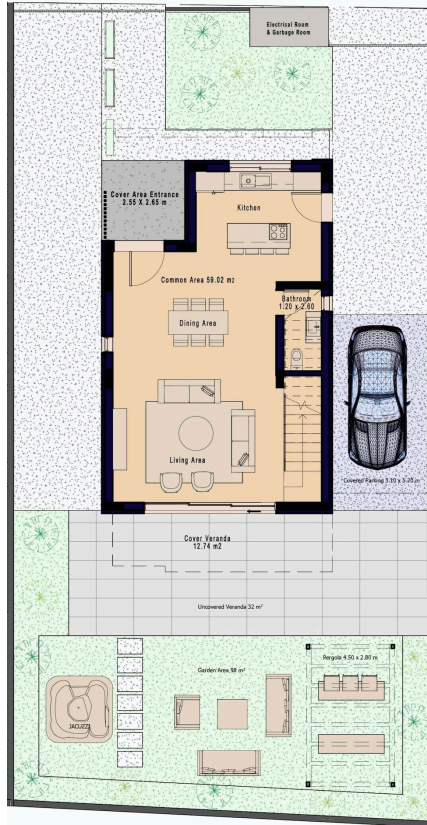 Electrical Room
& Garbage Room
Cover Area Entrance
2.55 X 2.65 m
Kitchen
Common Area 59.02 m2
Bathroom
1.20 x 2.60
Dining Area
Living Area
Covered Parking 3.10 x 5.20 m
Cover Veranda
12.74 m2
Uncovered Veranda 32 m²
Pergola 4.50 x 2.80 m
Garden Area 98 m²
JACUZZI